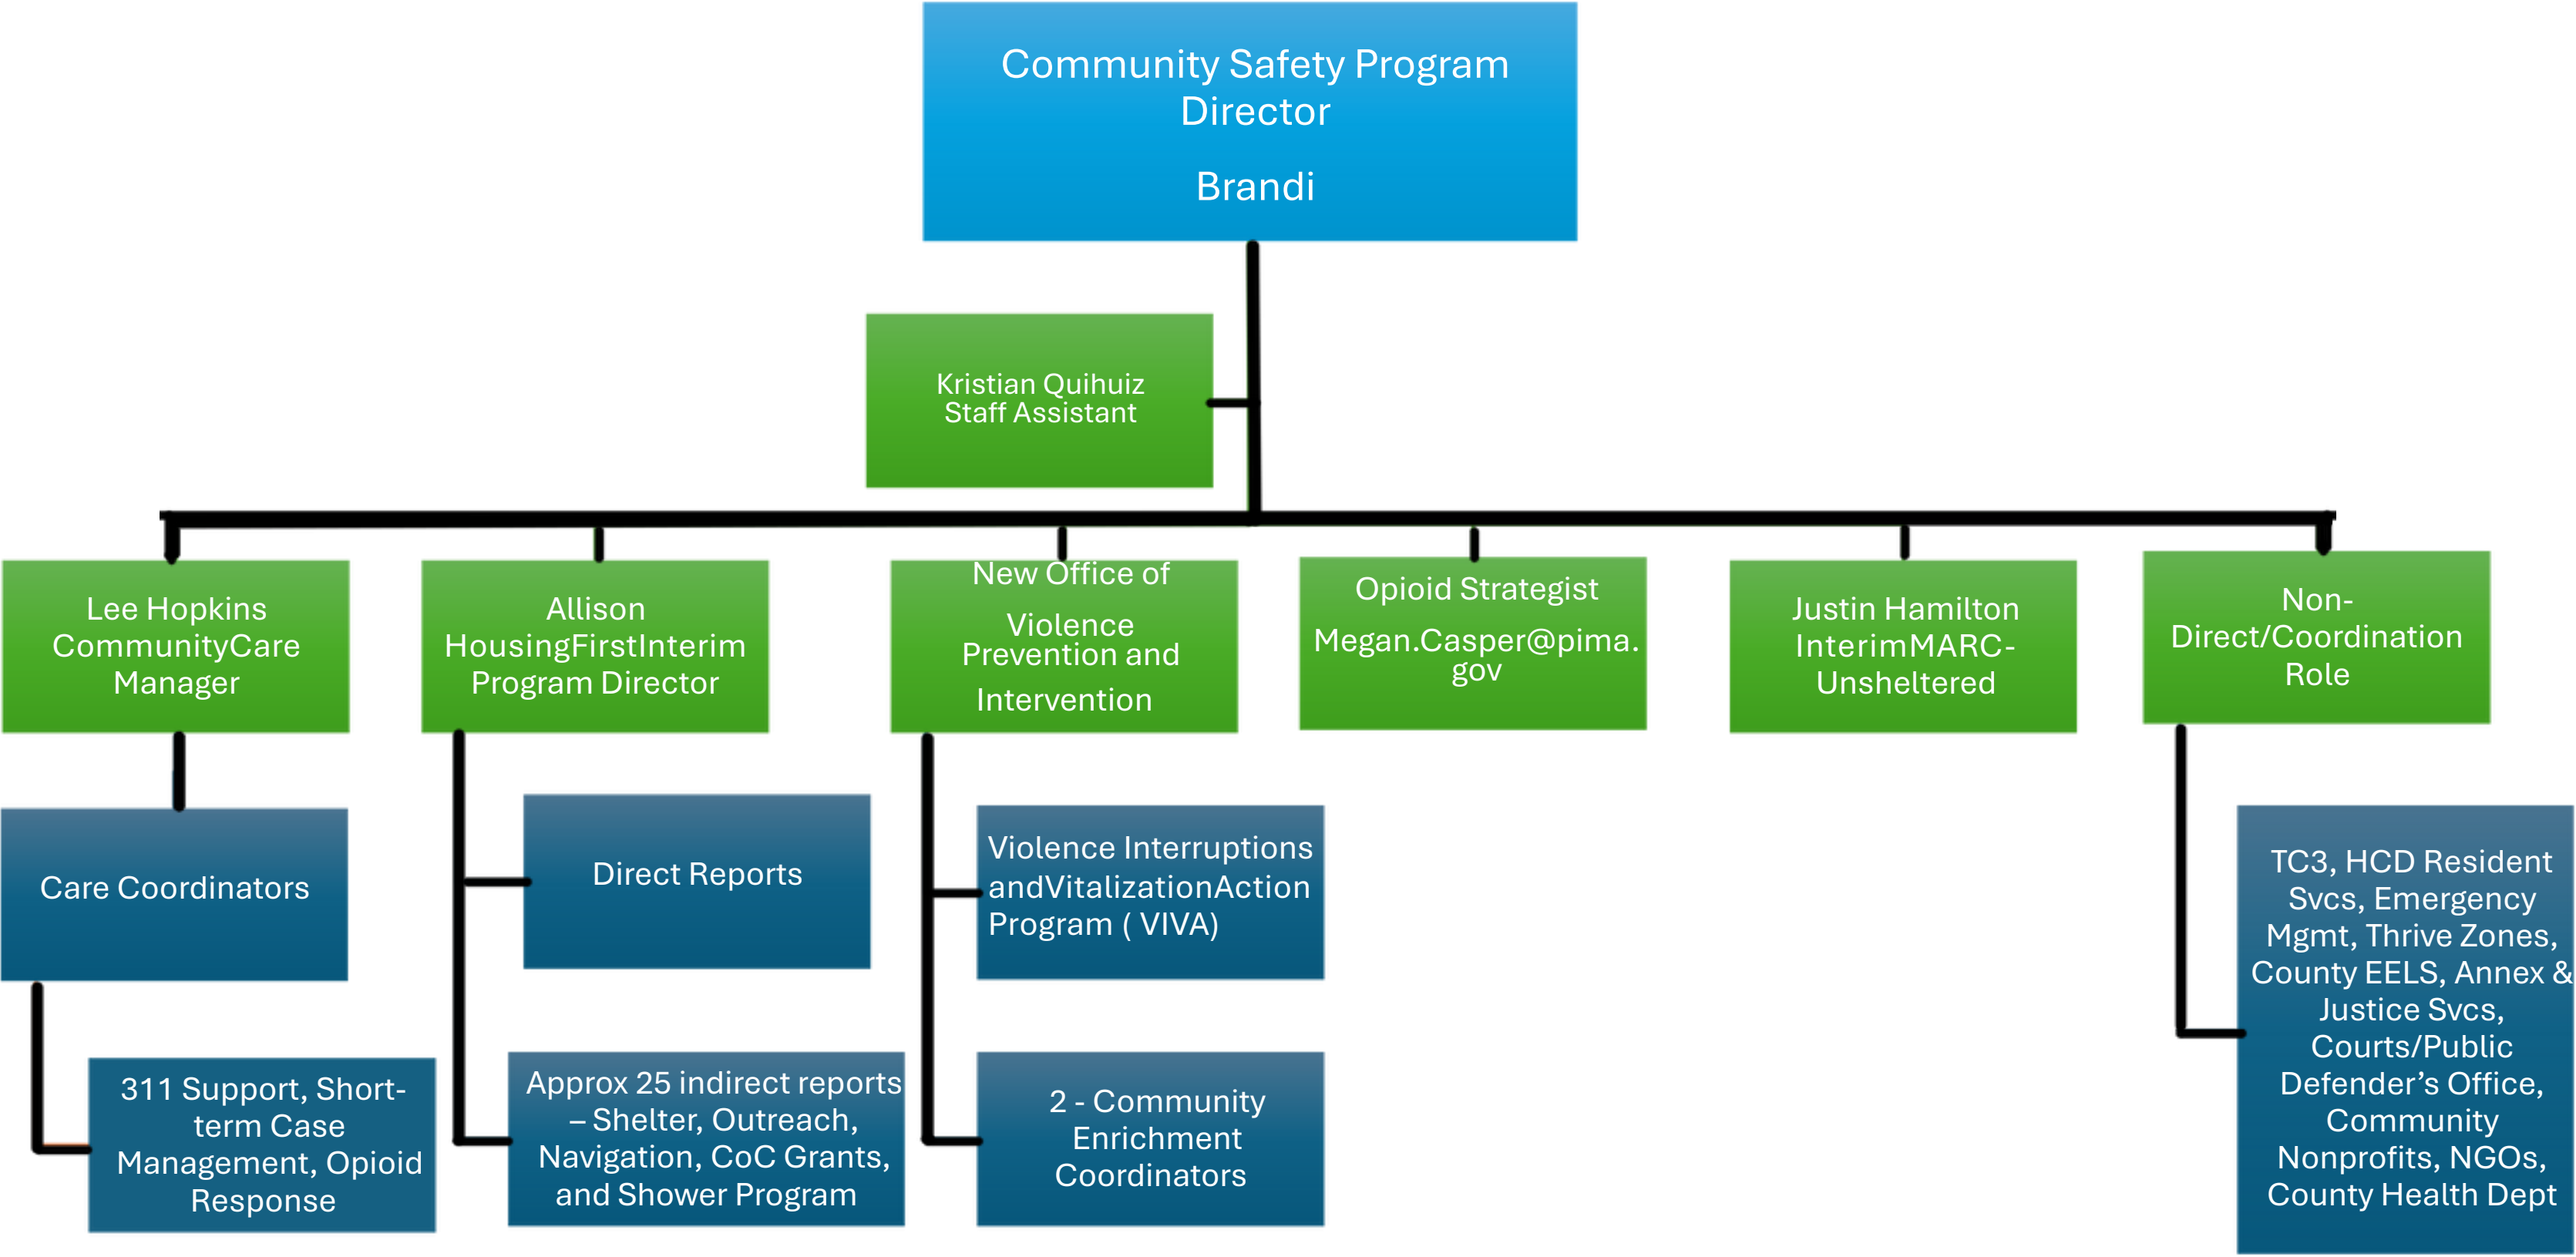 Community Safety Program
Director
Brandi
Kristian Quihuiz
Staff Assistant
Lee Hopkins
CommunityCare
Manager
Allison
HousingFirstInterim
Program Director
New Office of
Violence
Prevention and
Intervention
Opioid Strategist
Megan.Casper@pima.
gov
Justin Hamilton
InterimMARC-
Unsheltered
Non-
Direct/Coordination
Role
Care Coordinators
311 Support, Short-
term Case
Management, Opioid
Response
Direct Reports
Approx 25 indirect reports
– Shelter, Outreach,
Navigation, CoC Grants,
and Shower Program
Violence Interruptions
andVitalizationAction
Program ( VIVA)
2 - Community
Enrichment
Coordinators
TC3, HCD Resident
Svcs, Emergency
Mgmt, Thrive Zones,
County EELS, Annex &
Justice Svcs,
Courts/Public
Defender’s Office,
Community
Nonprofits, NGOs,
County Health Dept